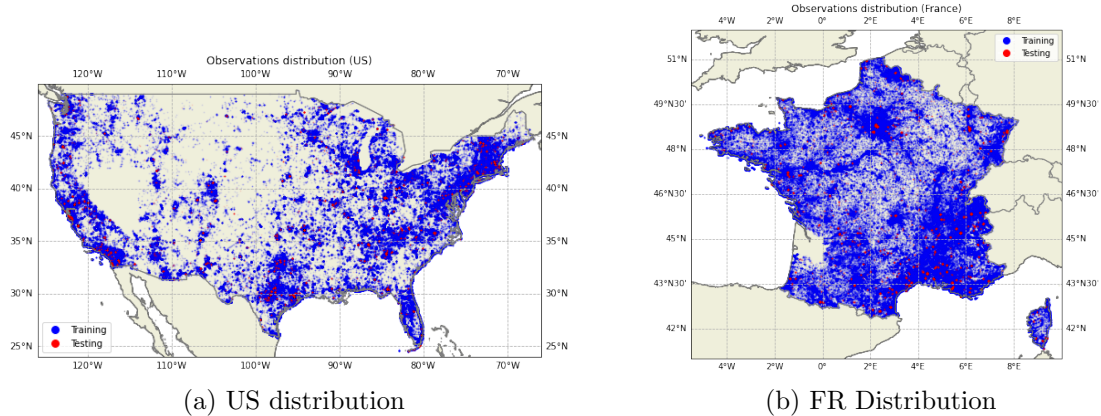 Observations distribution (US)
120°W 110°W 100°W 90°W 80°W 70°W
45°N 45°N
40°N 40°N
35°N 35°N
30°N 30°N
25°N 25°N
Training
Testing
120°W 110°W 100°W 90°W 80°W 70°W
(a) US distribution
Observations distribution (France)
4°W 2°W 0° 2°E 4°E 6°E 8°E
Training
Testing
51°N 51°N
49°N30' 49°N30'
48°N 48°N
46°N30' 46°N30'
45°N 45°N
43°N30' 43°N30'
42°N 42°N
4°W 2°W 0° 2°E 4°E 6°E 8°E
(b) FR Distribution